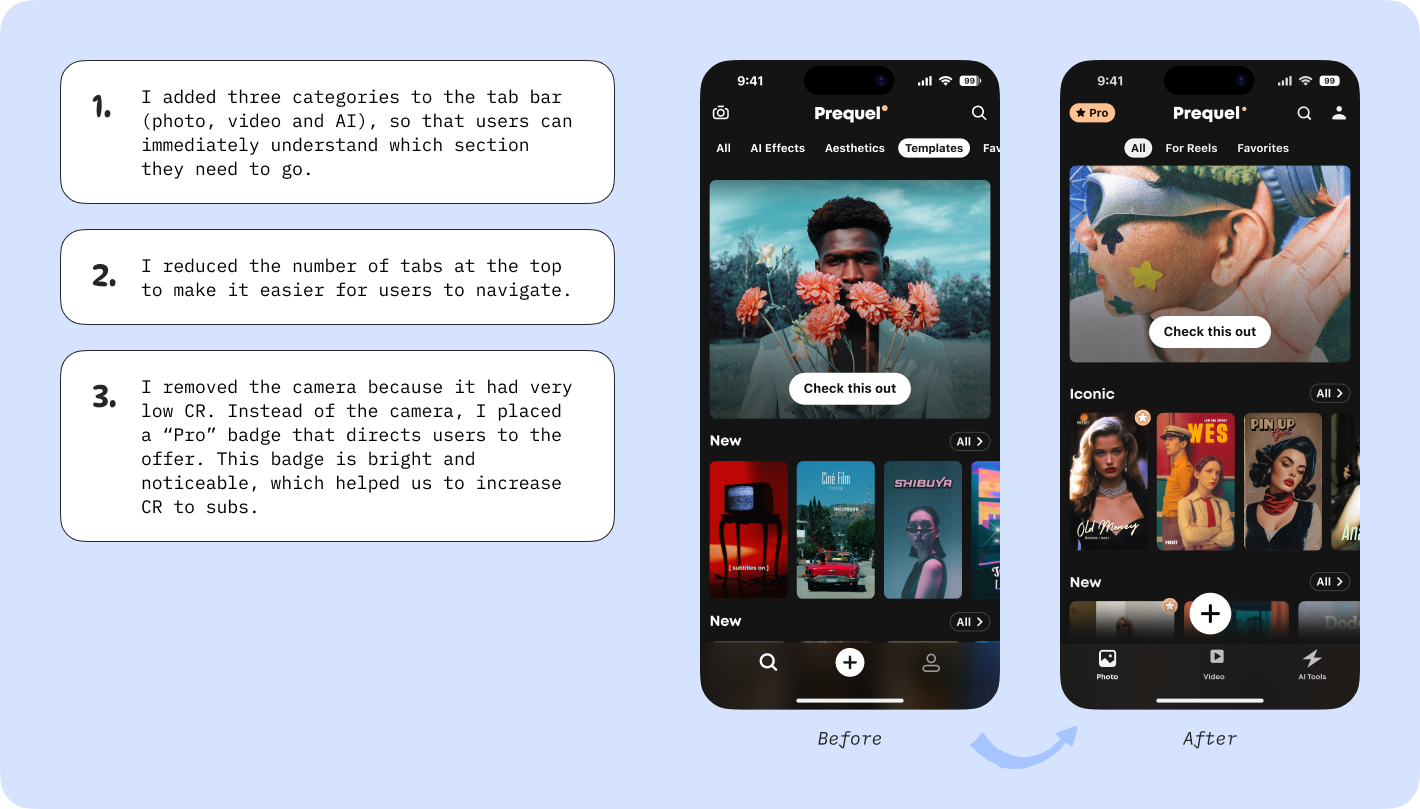 1.
I added three categories to the tab bar
(photo, video and AI), so that users can
immediately understand which section
they need to go.
2.
I reduced the number of tabs at the top
to make it easier for users to navigate.
3.
I removed the camera because it had very
low CR. Instead of the camera, I placed
a “Pro” badge that directs users to the
offer. This badge is bright and
noticeable, which helped us to increase
CR to subs.
9:41 99
Prequel
All AI Effects Aesthetics Templates Fav
Check this out
New All
[ subtitles on ]
Ciné Film
HOLLYWOOD
SHIBUYA
New All
Before
9:41 99
Pro Prequel
All For Reels Favorites
Check this out
Iconic All
Old Money
WES
PRESET
PIN UP
Girl
New All
Photo Video AI Tools
After